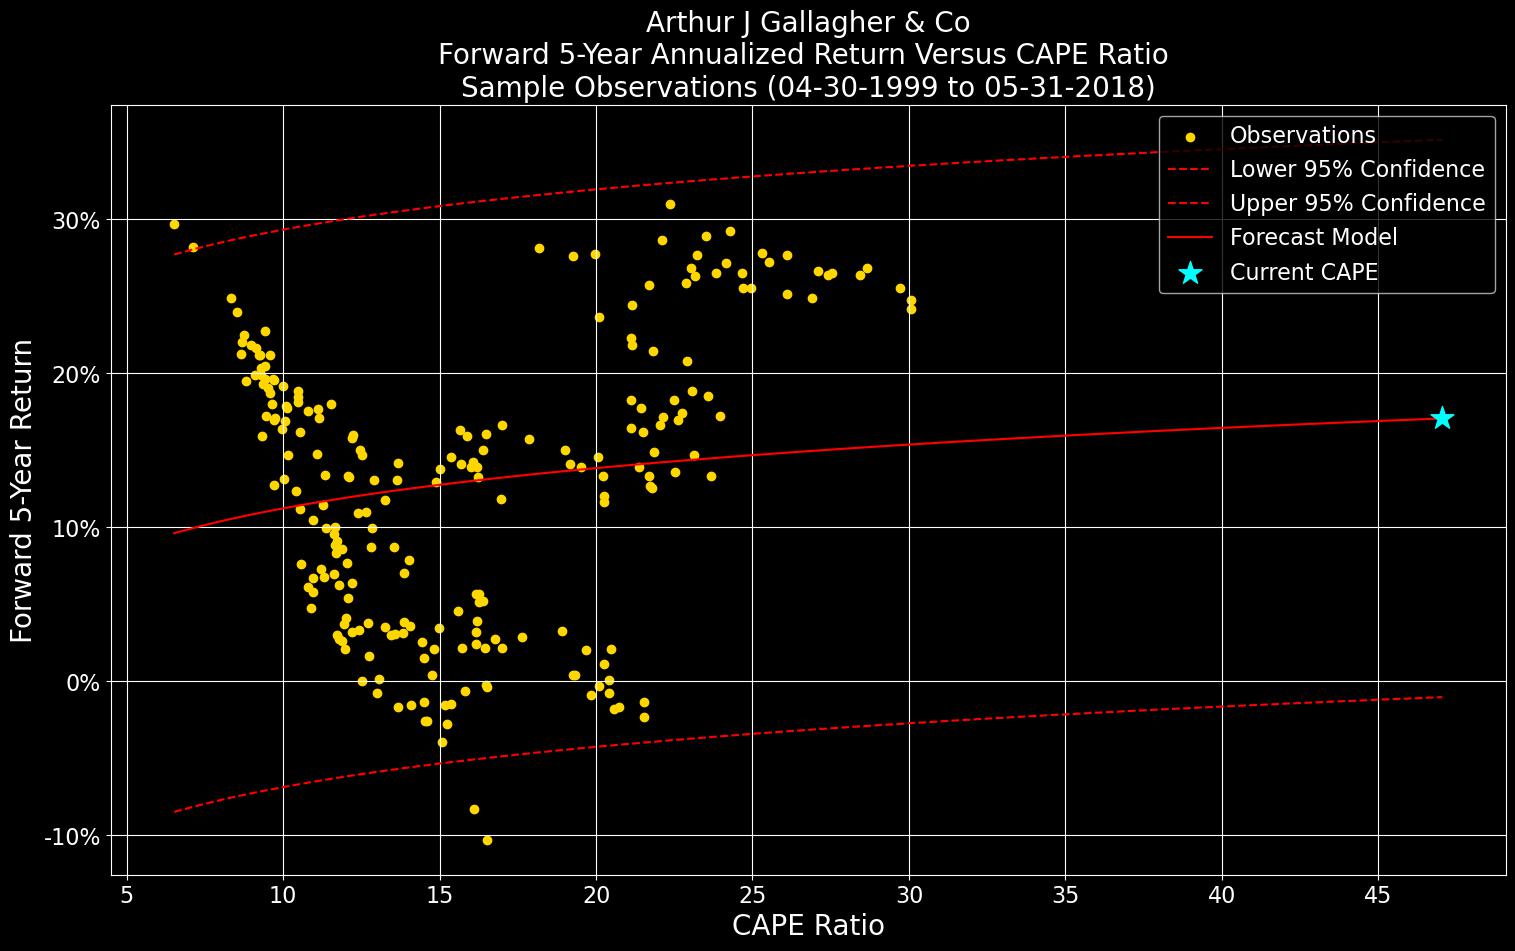 Arthur J Gallagher & Co
Forward 5-Year Annualized Return Versus CAPE Ratio
Sample Observations (04-30-1999 to 05-31-2018)
Observations
Lower 95% Confidence
Upper 95% Confidence
Forecast Model
Current CAPE
Forward 5-Year Return
30%
20%
10%
0%
-10%
5
10
15
20
25
30
35
40
45
CAPE Ratio